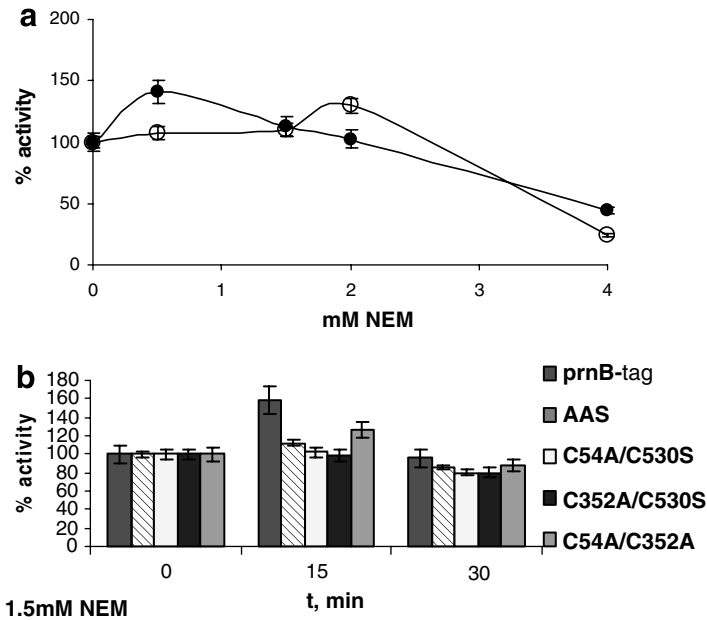 a
200
150
100
50
0
% activity
0 1 2 3 4
mM NEM
b
180
160
140
120
100
80
60
40
20
0
% activity
0 15 30
t, min
1.5mM NEM
prnB-tag
AAS
C54A/C530S
C352A/C530S
C54A/C352A